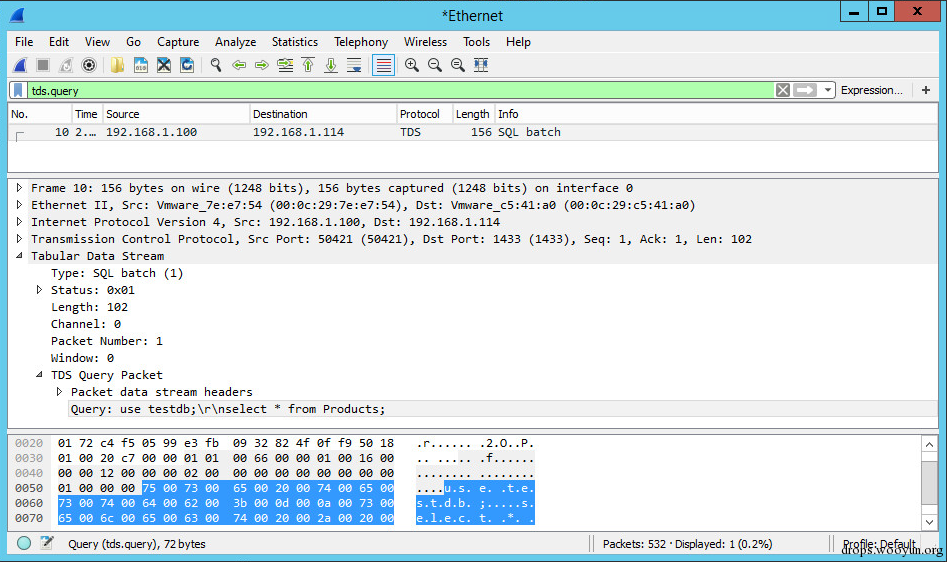 *Ethernet
File Edit View Go Capture Analyze Statistics Telephony Wireless Tools Help
tds.query Expression... +
No. Time Source Destination Protocol Length Info
10 2... 192.168.1.100 192.168.1.114 TDS 156 SQL batch
Frame 10: 156 bytes on wire (1248 bits), 156 bytes captured (1248 bits) on interface 0
Ethernet II, Src: Vmware_7e:e7:54 (00:0c:29:7e:e7:54), Dst: Vmware_c5:41:a0 (00:0c:29:c5:41:a0)
Internet Protocol Version 4, Src: 192.168.1.100, Dst: 192.168.1.114
Transmission Control Protocol, Src Port: 50421 (50421), Dst Port: 1433 (1433), Seq: 1, Ack: 1, Len: 102
Tabular Data Stream
Type: SQL batch (1)
Status: 0x01
Length: 102
Channel: 0
Packet Number: 1
Window: 0
TDS Query Packet
Packet data stream headers
Query: use testdb;\r\nselect * from Products;
0020 01 72 c4 f5 05 99 e3 fb 09 32 82 4f 0f f9 50 18 .r...... .2.O..P.
0030 01 00 20 c7 00 00 01 01 00 66 00 00 01 00 16 00 .. ..... .f......
0040 00 00 12 00 00 00 02 00 00 00 00 00 00 00 00 00 ........ ........
0050 01 00 00 00 75 00 73 00 65 00 20 00 74 00 65 00 ....u.s. e. .t.e.
0060 73 00 74 00 64 00 62 00 3b 00 0d 00 0a 00 73 00 s.t.d.b. ;.....s.
0070 65 00 6c 00 65 00 63 00 74 00 20 00 2a 00 20 00 e.l.e.c. t. .*. .
Query (tds.query), 72 bytes Packets: 532 · Displayed: 1 (0.2%) Profile: Default
drops.wooyun.org